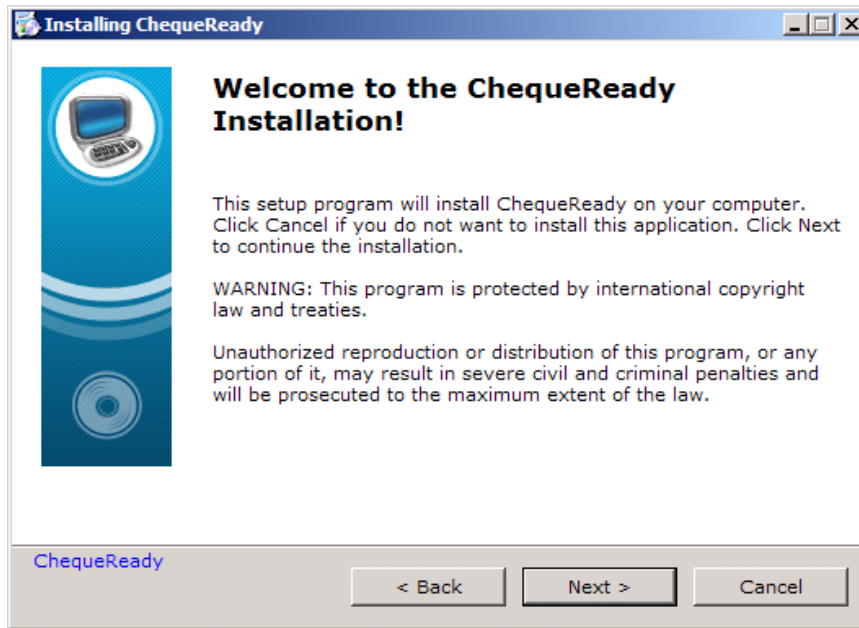 Installing ChequeReady
Welcome to the ChequeReady
Installation!
This setup program will install ChequeReady on your computer.
Click Cancel if you do not want to install this application. Click Next
to continue the installation.
WARNING: This program is protected by international copyright
law and treaties.
Unauthorized reproduction or distribution of this program, or any
portion of it, may result in severe civil and criminal penalties and
will be prosecuted to the maximum extent of the law.
ChequeReady
< Back
Next >
Cancel